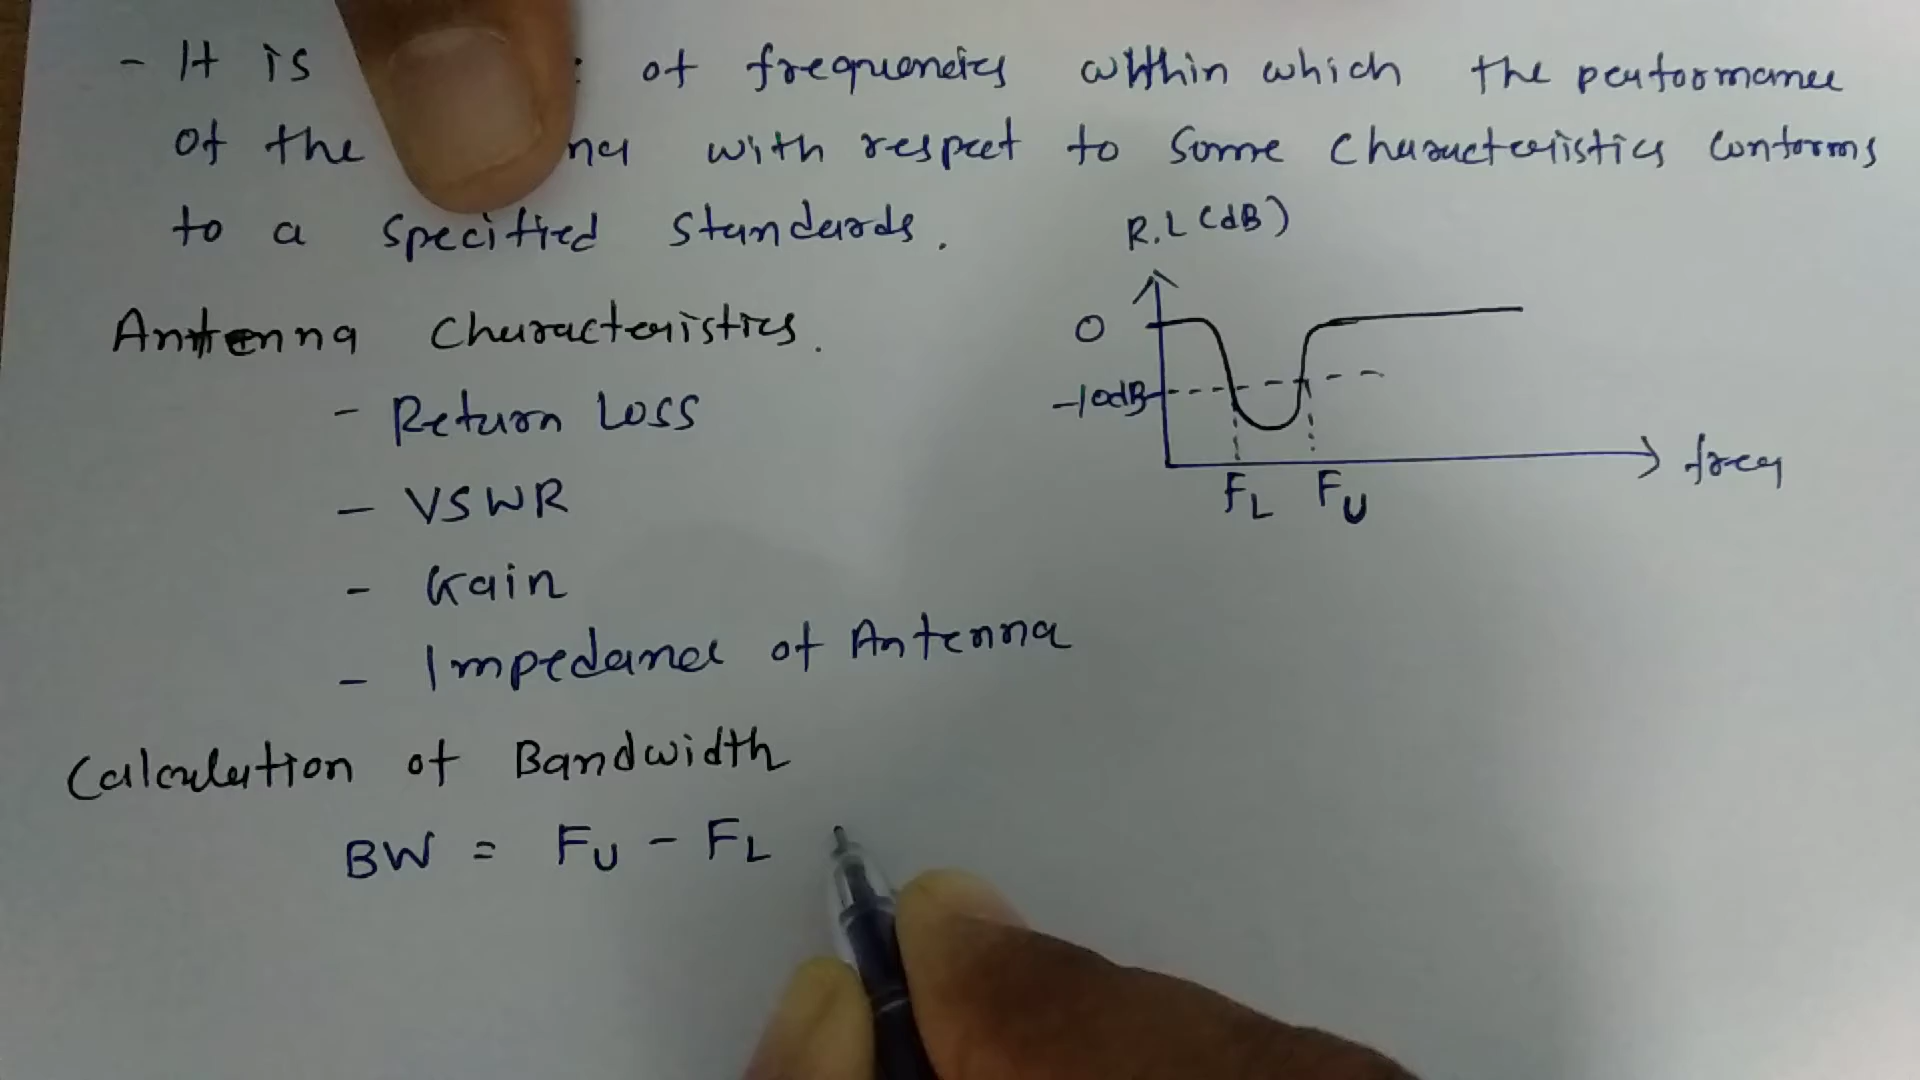 - It is of frequencies within which the performance
of the with respect to some characteristics conforms
to a specified standards.
R.L (dB)
Antenna characteristics.
0
-10dB
- Return Loss
freq
FL FU
- VSWR
- Gain
- Impedance of Antenna
Calculation of Bandwidth
BW = FU - FL